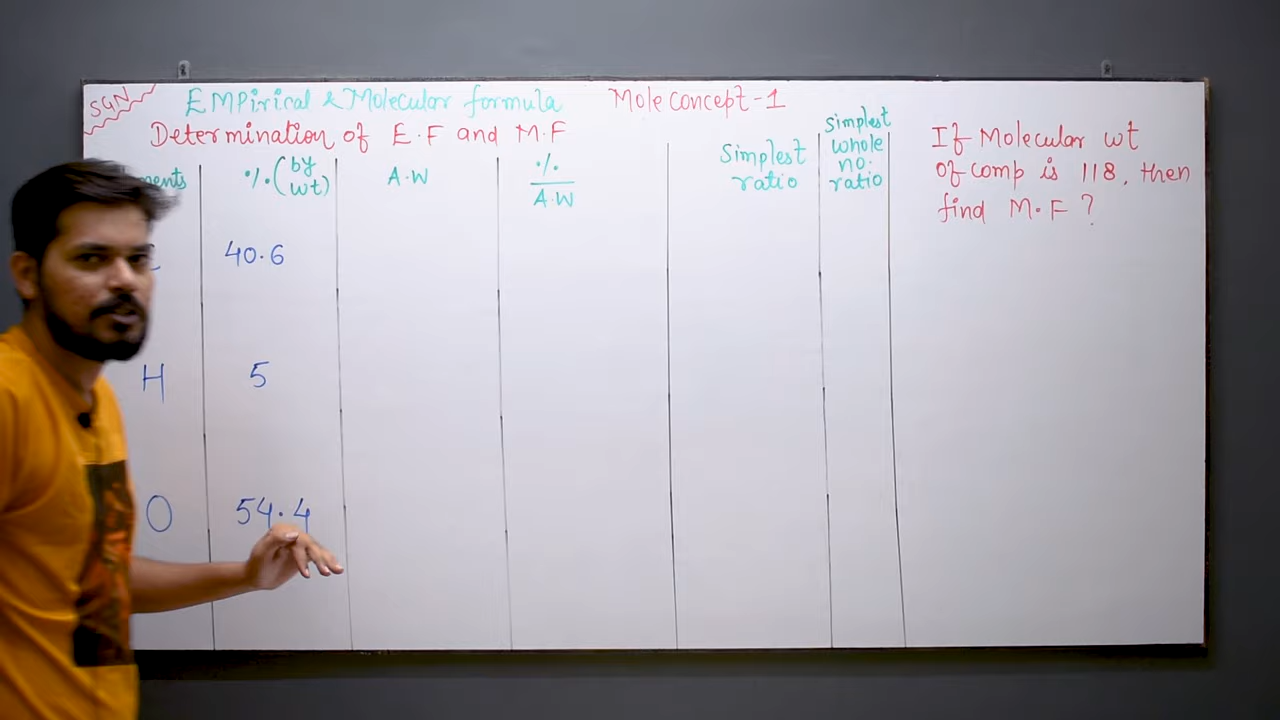 SGN
EMPirical & Molecular formula Mole Concept-1
Determination of E.F and M.F
%.(by wt)
A.W
%
A.W
Simplest
ratio
Simplest
whole
no.
ratio
If Molecular wt
of comp is 118, then
find M.F ?
40.6
H 5
O 54.4